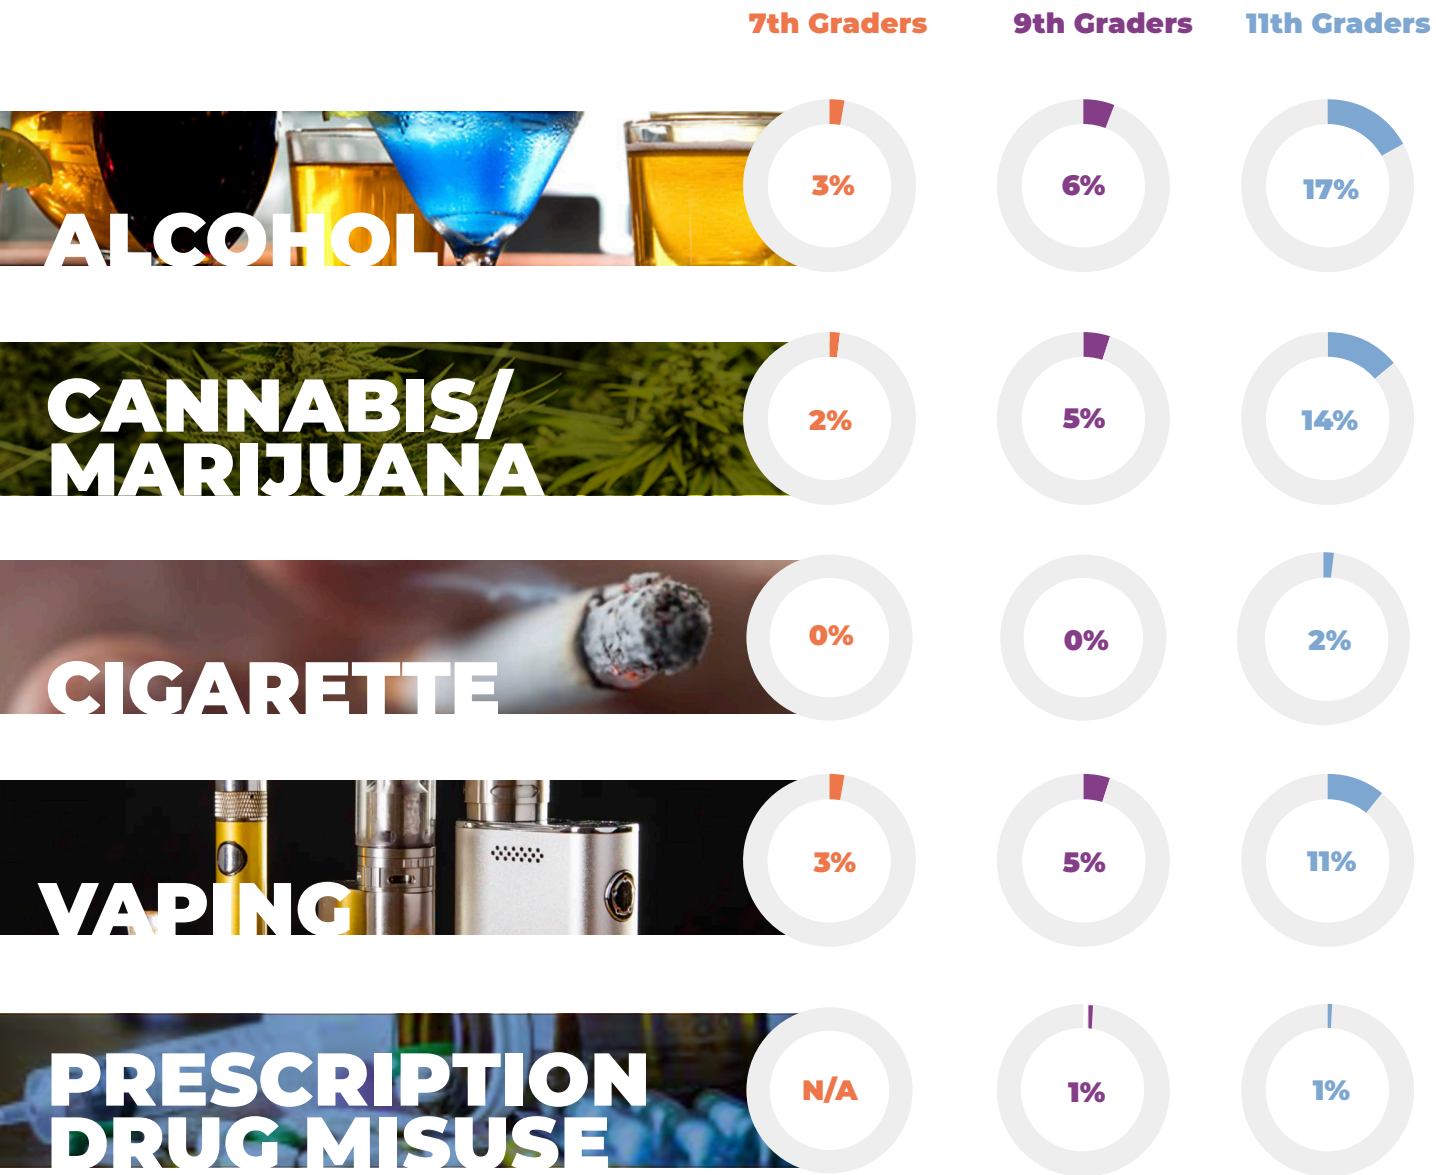 7th Graders 9th Graders 11th Graders
ALCOHOL 3% 6% 17%
CANNABIS/
MARIJUANA 2% 5% 14%
CIGARETTE 0% 0% 2%
VAPING 3% 5% 11%
PRESCRIPTION
DRUG MISUSE N/A 1% 1%